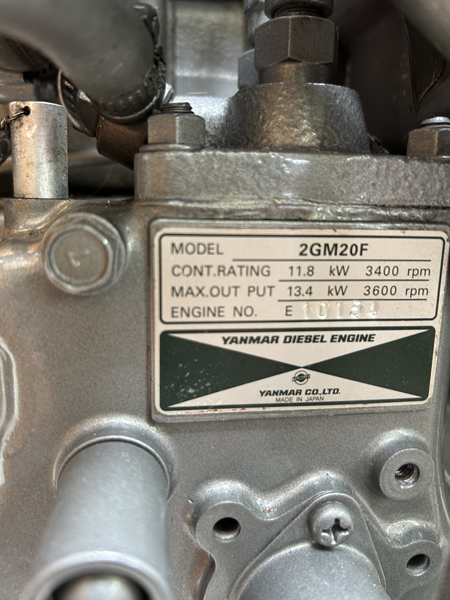 MODEL 2GM20F
CONT.RATING 11.8 kW 3400 rpm
MAX.OUT PUT 13.4 kW 3600 rpm
ENGINE NO. E 10154
YANMAR DIESEL ENGINE
YANMAR CO.,LTD.
MADE IN JAPAN